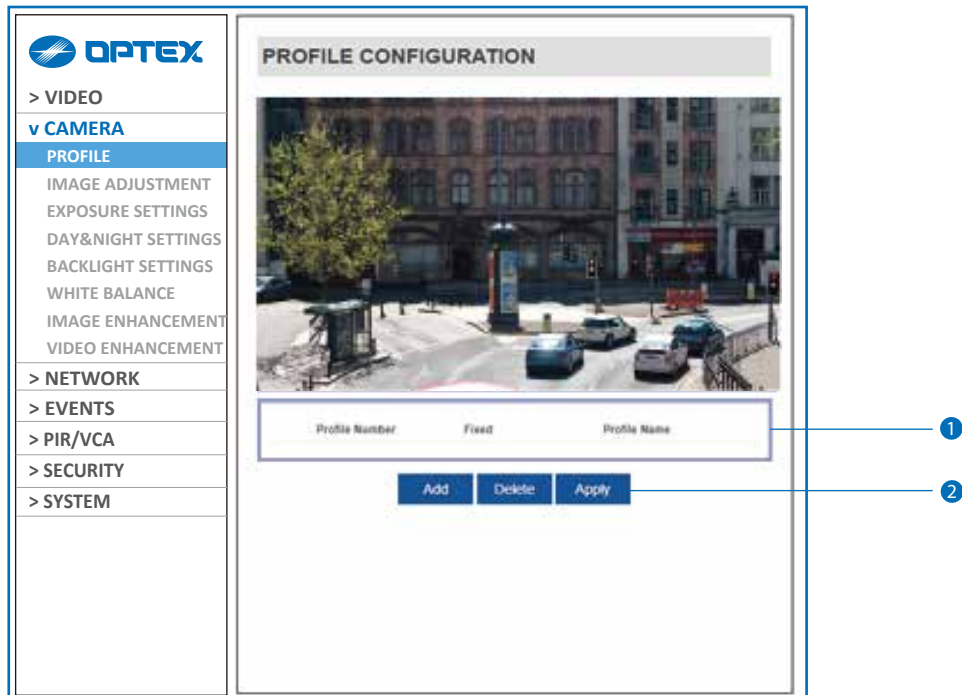 OPTEX
> VIDEO
v CAMERA
PROFILE
IMAGE ADJUSTMENT
EXPOSURE SETTINGS
DAY&NIGHT SETTINGS
BACKLIGHT SETTINGS
WHITE BALANCE
IMAGE ENHANCEMENT
VIDEO ENHANCEMENT
> NETWORK
> EVENTS
> PIR/VCA
> SECURITY
> SYSTEM
PROFILE CONFIGURATION
Profile Number Fixed Profile Name
1
Add Delete Apply
2